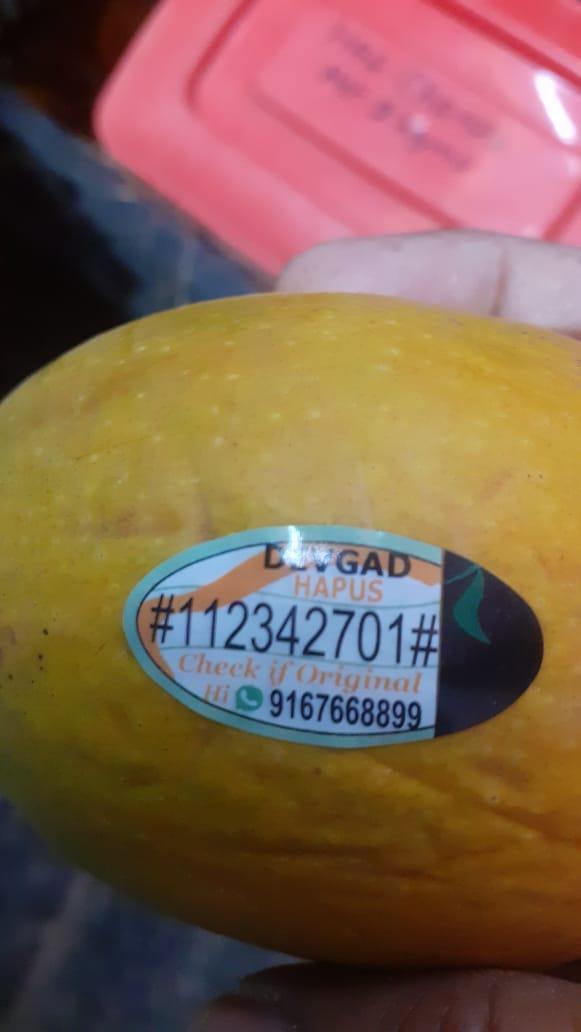 DEVGAD
HAPUS
#112342701#
Check if Original
Hi 9167668899